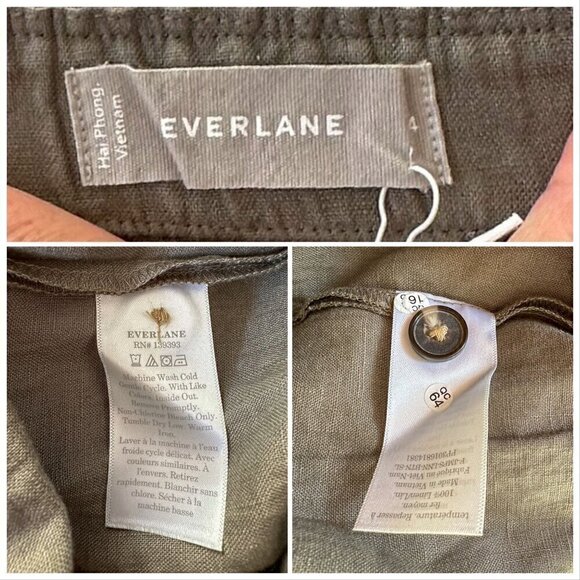 Hai Phong,
Vietnam
EVERLANE
4
EVERLANE
RN# 139393
Machine Wash Cold
Gentle Cycle. With Like
Colors. Inside Out.
Remove Promptly.
Non-Chlorine Bleach Only.
Tumble Dry Low. Warm
Iron.
Laver à la machine à l'eau
froide cycle délicat. Avec
couleurs similaires. À
l'envers. Retirez
rapidement. Blanchir sans
chlore. Sécher à la
machine basse
QC
64
température. Repasser à
fer moyen.
100% Linen/Lin.
Made in Vietnam.
Fabriqué au Viet-Nam